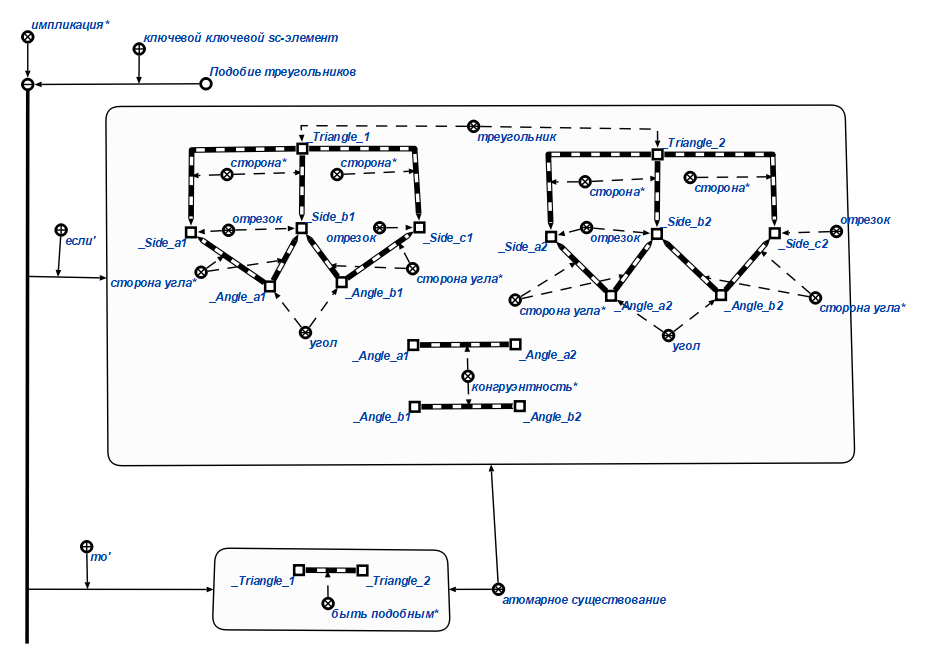 импликация*
ключевой ключевой sc-элемент
Подобие треугольников
_Triangle_1
треугольник
_Triangle_2
сторона*
сторона*
сторона*
сторона*
отрезок
_Side_b1
_Side_b2
отрезок
если'
_Side_a1
отрезок
_Side_c1
_Side_a2
отрезок
_Side_c2
сторона угла*
_Angle_a1
_Angle_b1
сторона угла*
сторона угла*
_Angle_a2
_Angle_b2
сторона угла*
угол
угол
_Angle_a1
_Angle_a2
конгруэнтность*
_Angle_b1
_Angle_b2
то'
_Triangle_1
_Triangle_2
быть подобным*
атомарное существование